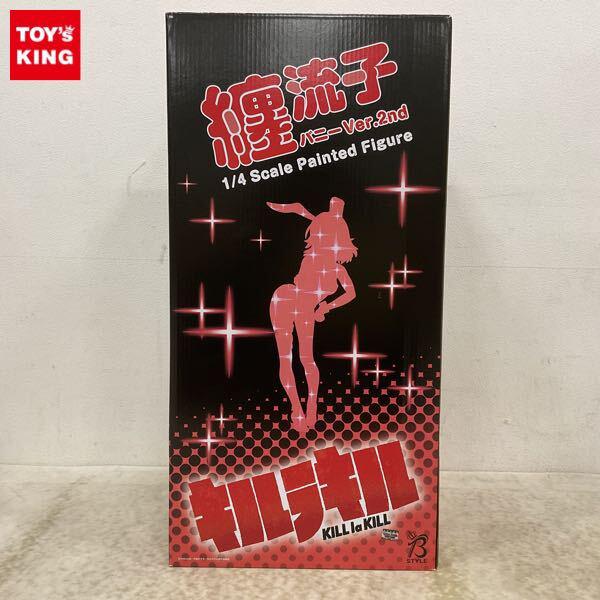 TOY's
KING
纏流子
バニーVer.2nd
1/4 Scale Painted Figure
キルラキル
KILL la KILL
B
STYLE